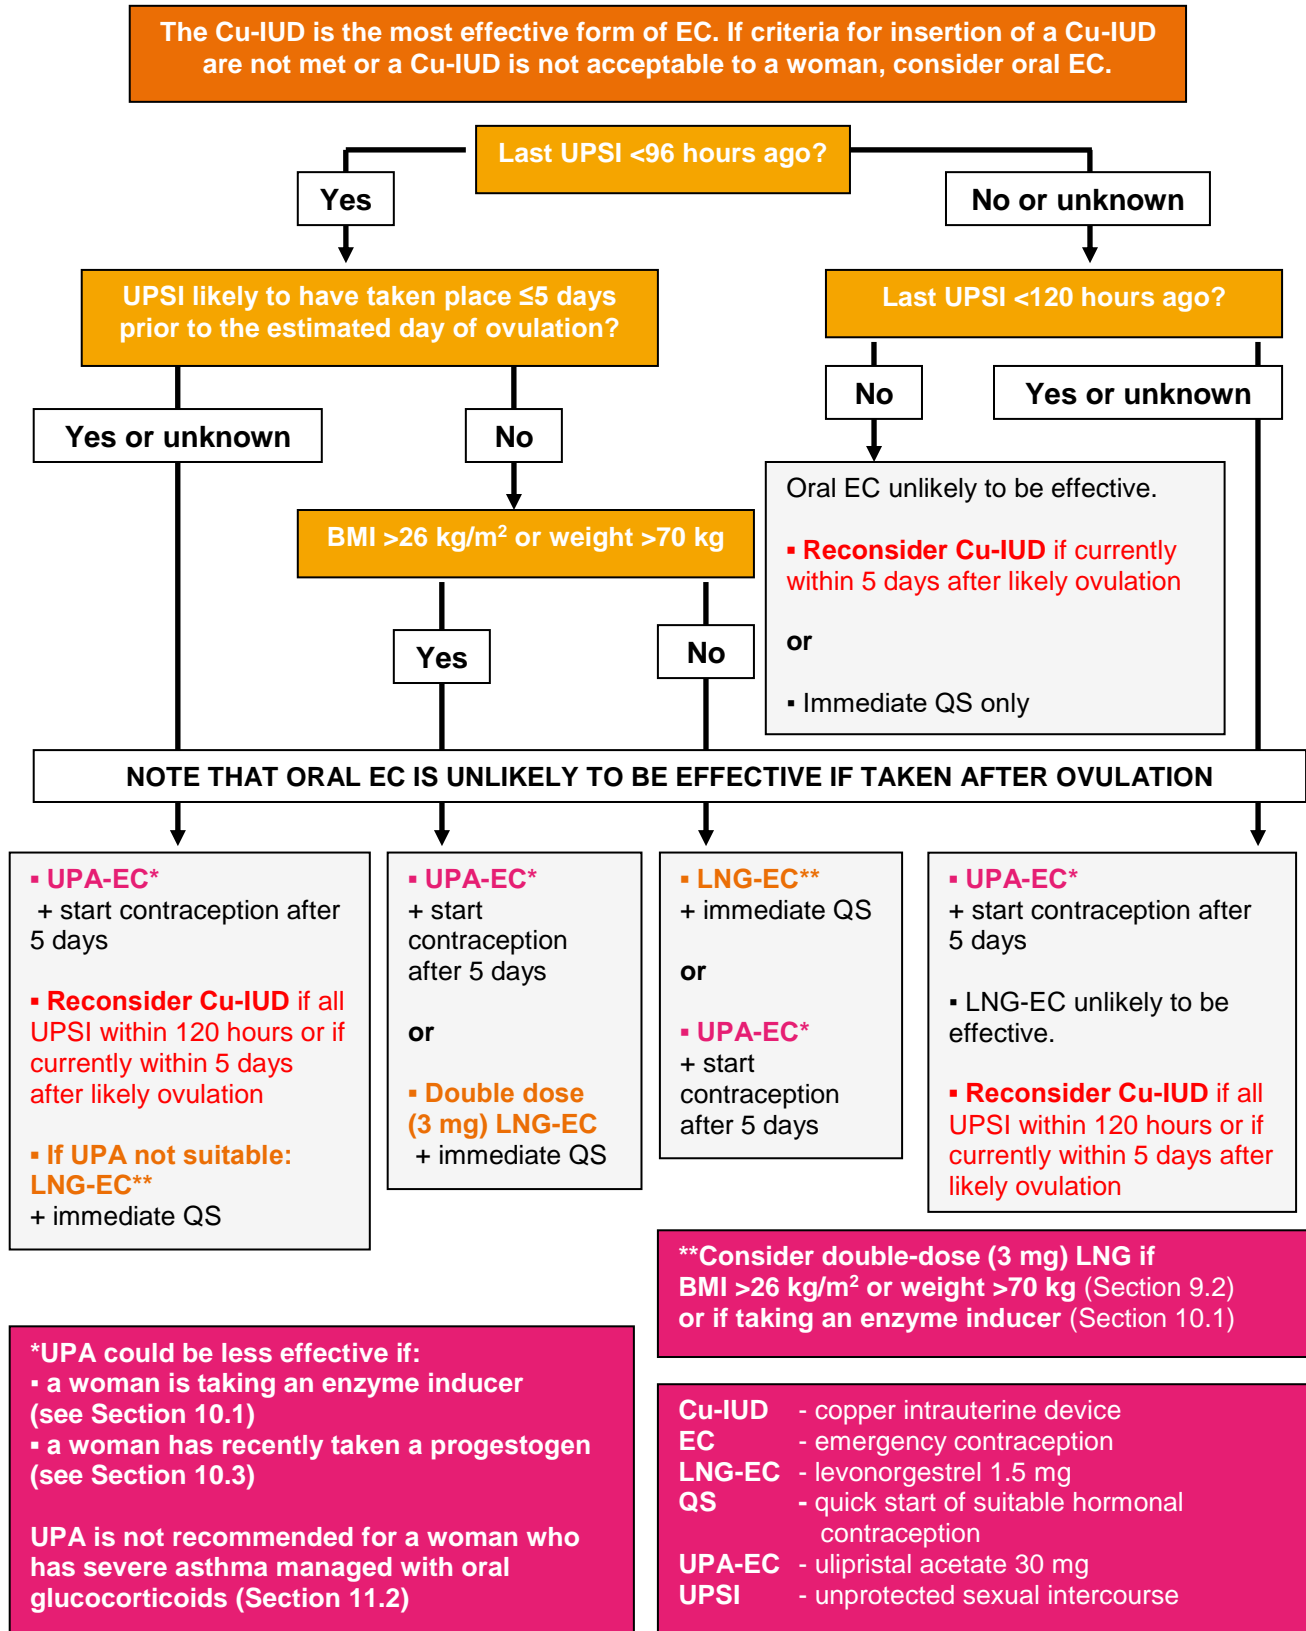 The Cu-IUD is the most effective form of EC. If criteria for insertion of a Cu-IUD
are not met or a Cu-IUD is not acceptable to a woman, consider oral EC.
Last UPSI <96 hours ago?
Yes
No or unknown
UPSI likely to have taken place ≤5 days
prior to the estimated day of ovulation?
Last UPSI <120 hours ago?
Yes or unknown
No
No
Yes or unknown
BMI >26 kg/m² or weight >70 kg
Yes
No
Oral EC unlikely to be effective.
▪ Reconsider Cu-IUD if currently
within 5 days after likely ovulation
or
▪ Immediate QS only
NOTE THAT ORAL EC IS UNLIKELY TO BE EFFECTIVE IF TAKEN AFTER OVULATION
▪ UPA-EC*
+ start contraception after
5 days
▪ Reconsider Cu-IUD if all
UPSI within 120 hours or if
currently within 5 days
after likely ovulation
▪ If UPA not suitable:
LNG-EC**
+ immediate QS
▪ UPA-EC*
+ start
contraception
after 5 days
or
▪ Double dose
(3 mg) LNG-EC
+ immediate QS
▪ LNG-EC**
+ immediate QS
or
▪ UPA-EC*
+ start
contraception
after 5 days
▪ UPA-EC*
+ start contraception after
5 days
▪ LNG-EC unlikely to be
effective.
▪ Reconsider Cu-IUD if all
UPSI within 120 hours or if
currently within 5 days after
likely ovulation
**Consider double-dose (3 mg) LNG if
BMI >26 kg/m² or weight >70 kg (Section 9.2)
or if taking an enzyme inducer (Section 10.1)
*UPA could be less effective if:
▪ a woman is taking an enzyme inducer
(see Section 10.1)
▪ a woman has recently taken a progestogen
(see Section 10.3)
UPA is not recommended for a woman who
has severe asthma managed with oral
glucocorticoids (Section 11.2)
Cu-IUD - copper intrauterine device
EC - emergency contraception
LNG-EC - levonorgestrel 1.5 mg
QS - quick start of suitable hormonal
contraception
UPA-EC - ulipristal acetate 30 mg
UPSI - unprotected sexual intercourse